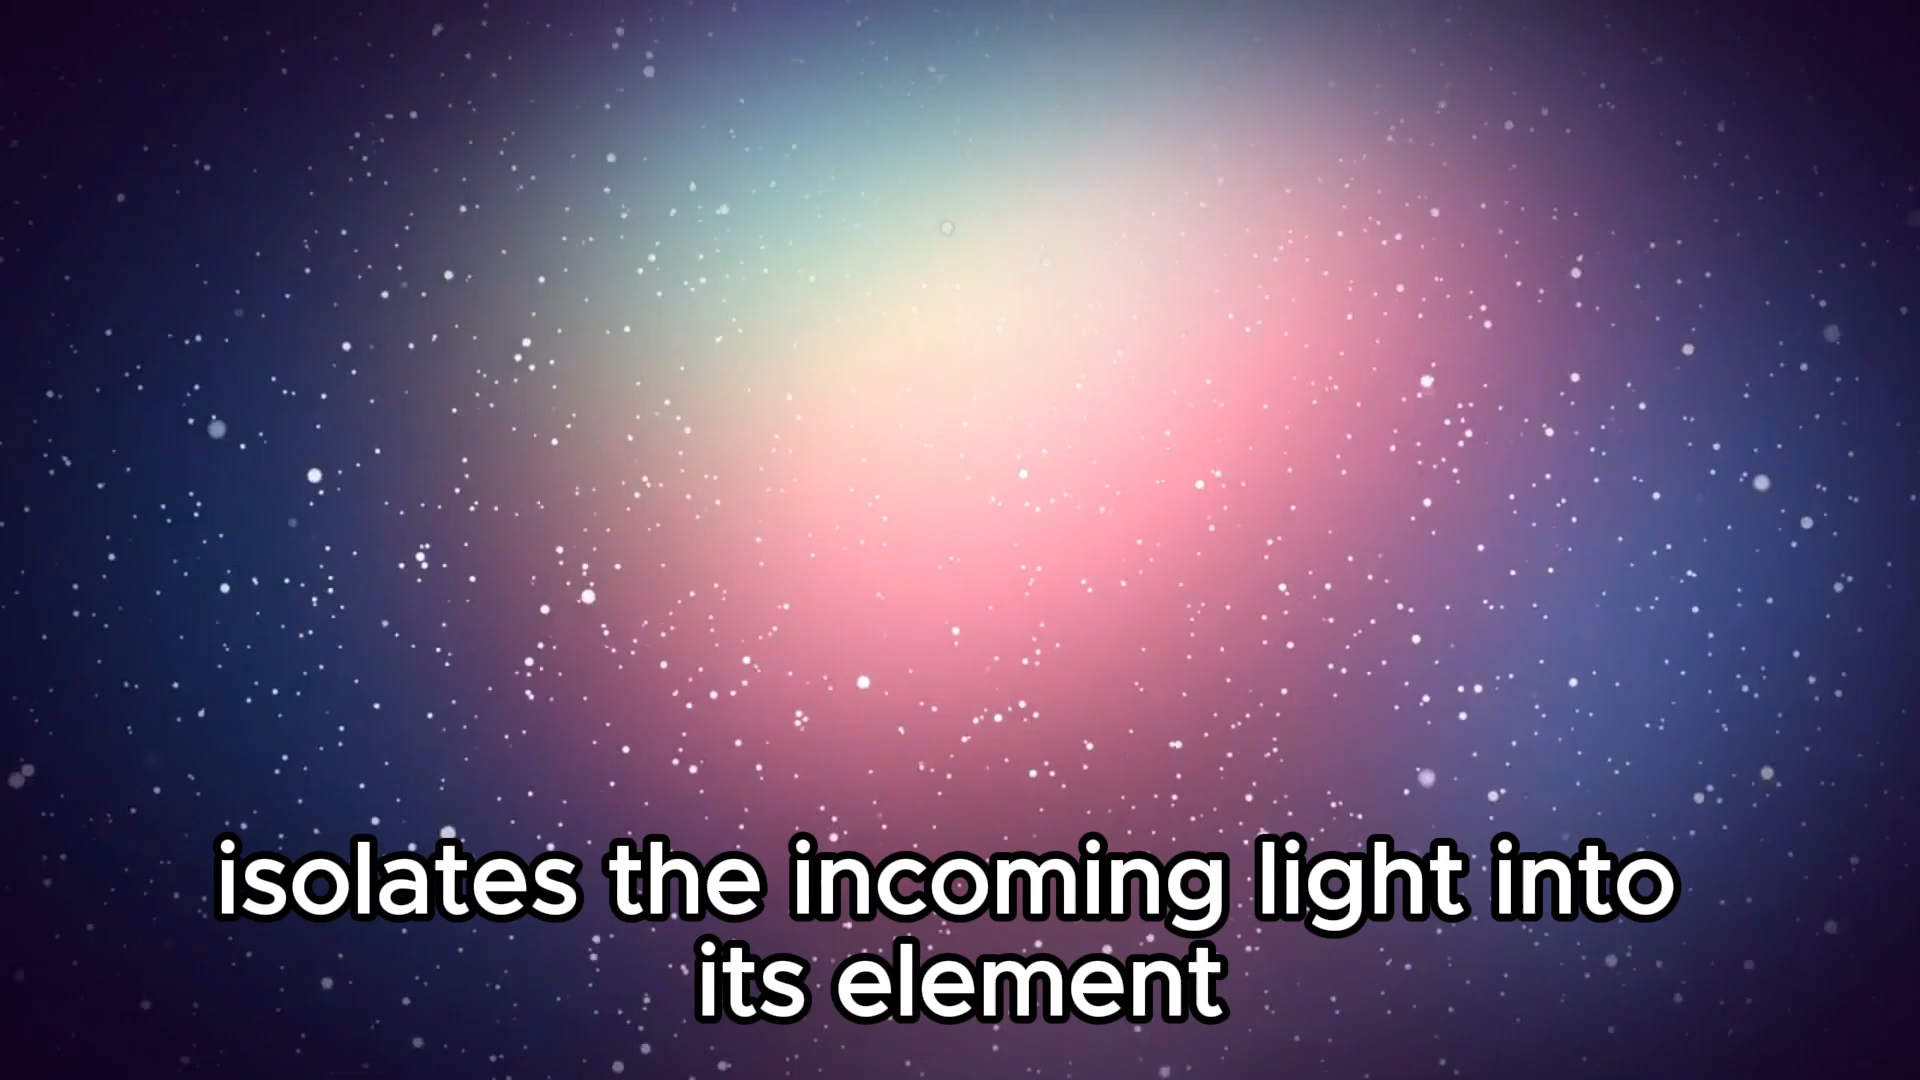 isolates the incoming light into
its element